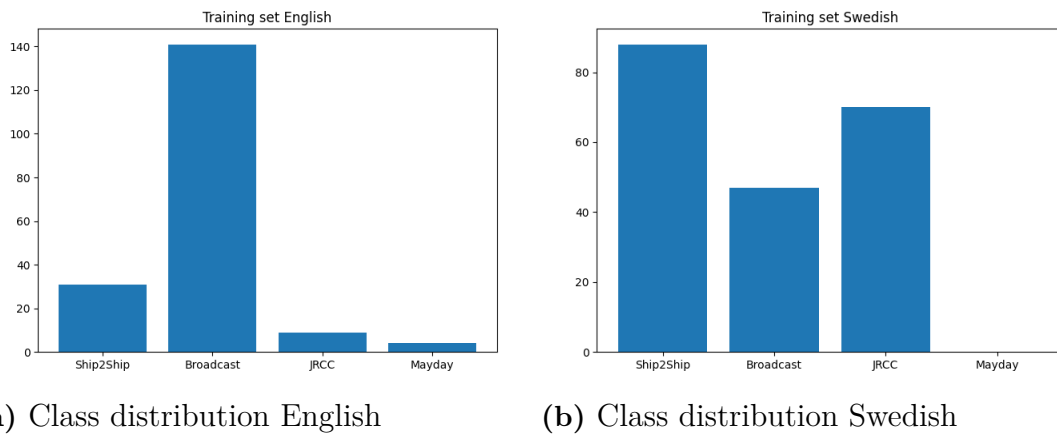 Training set English
140
120
100
80
60
40
20
0
Ship2Ship Broadcast JRCC Mayday
) Class distribution English
Training set Swedish
80
60
40
20
0
Ship2Ship Broadcast JRCC Mayday
(b) Class distribution Swedish